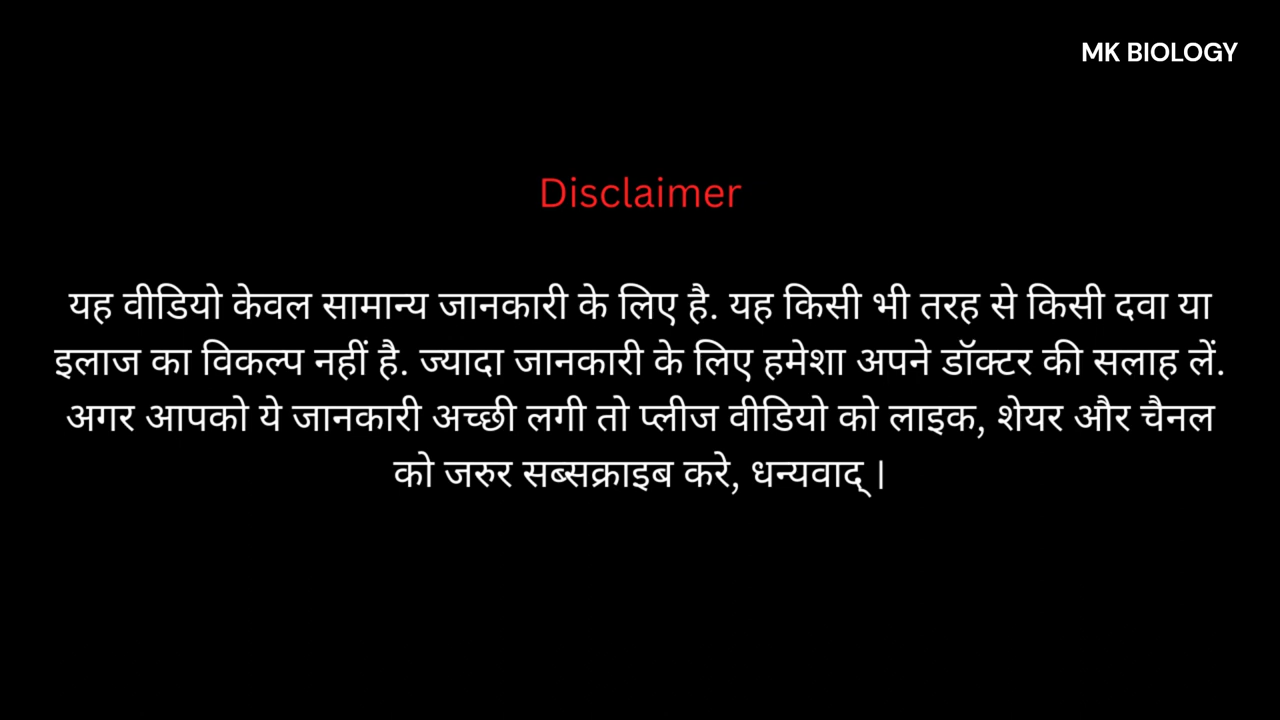 MK BIOLOGY
Disclaimer
यह वीडियो केवल सामान्य जानकारी के लिए है. यह किसी भी तरह से किसी दवा या
इलाज का विकल्प नहीं है. ज्यादा जानकारी के लिए हमेशा अपने डॉक्टर की सलाह लें.
अगर आपको ये जानकारी अच्छी लगी तो प्लीज वीडियो को लाइक, शेयर और चैनल
को जरुर सब्सक्राइब करे, धन्यवाद् ।